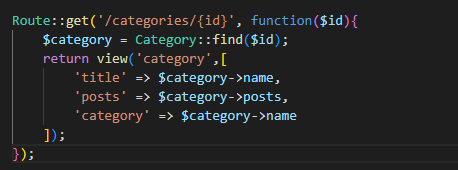 Route::get('/categories/{id}', function($id){
    $category = Category::find($id);
    return view('category',[
        'title' => $category->name,
        'posts' => $category->posts,
        'category' => $category->name
    ]);
});